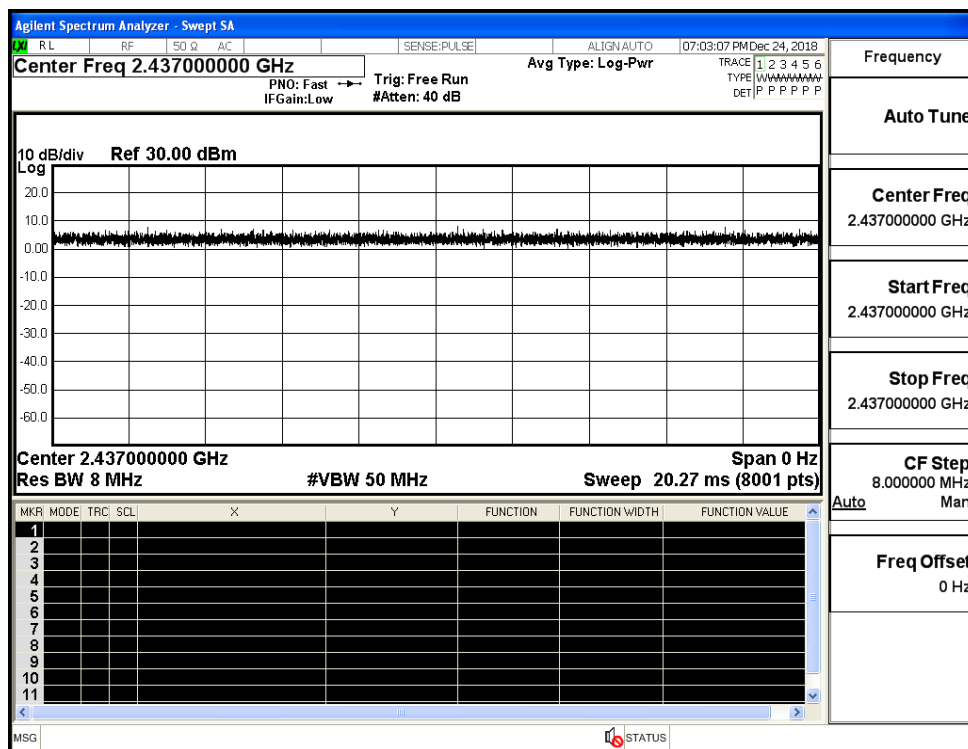 Agilent Spectrum Analyzer - Swept SA
LXI RL RF 50 Ω AC SENSE:PULSE ALIGN AUTO 07:03:07 PM Dec 24, 2018
Center Freq 2.437000000 GHz
PNO: Fast
IFGain:Low
Trig: Free Run
#Atten: 40 dB
Avg Type: Log-Pwr
TRACE 1 2 3 4 5 6
TYPE
DET P P P P P P
10 dB/div Ref 30.00 dBm
Log
20.0
10.0
0.00
-10.0
-20.0
-30.0
-40.0
-50.0
-60.0
Center 2.437000000 GHz Span 0 Hz
Res BW 8 MHz #VBW 50 MHz Sweep 20.27 ms (8001 pts)
MKR MODE TRC SCL X Y FUNCTION FUNCTION WIDTH FUNCTION VALUE
1
2
3
4
5
6
7
8
9
10
11
MSG STATUS
Frequency
Auto Tune
Center Freq
2.437000000 GHz
Start Freq
2.437000000 GHz
Stop Freq
2.437000000 GHz
CF Step
8.000000 MHz
Auto Man
Freq Offset
0 Hz